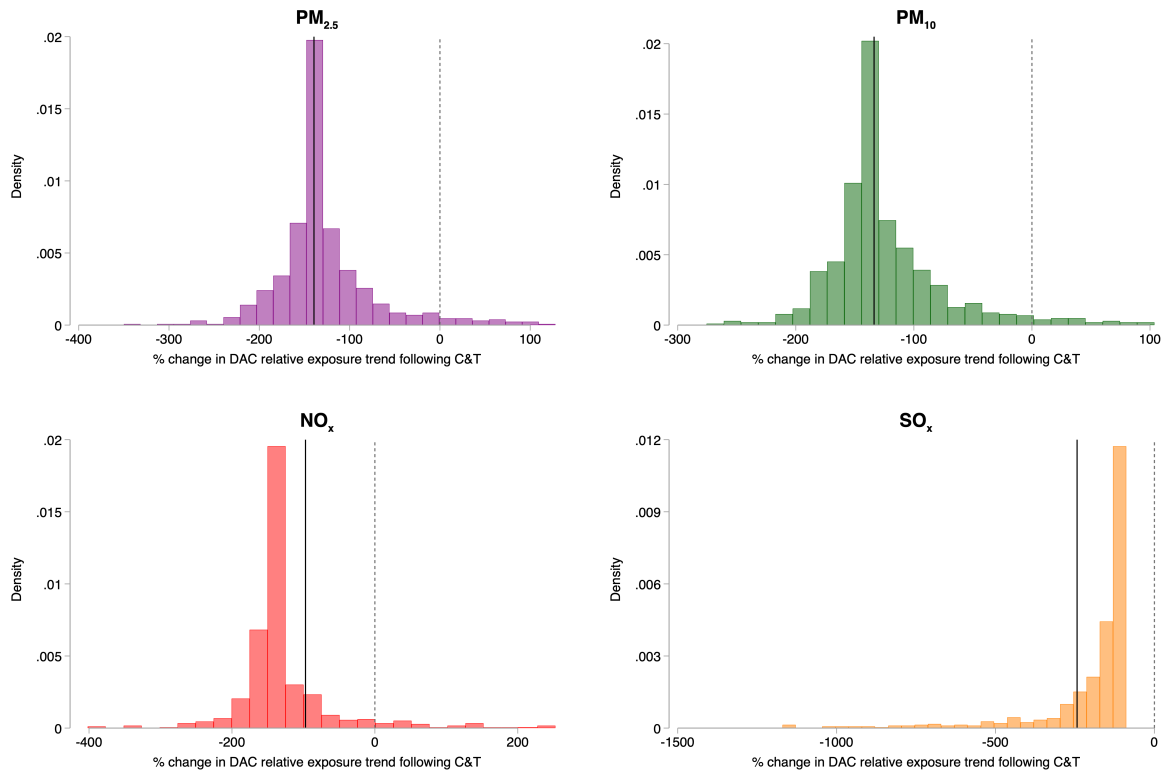 PM2.5
.02
.015
.01
.005
0
Density
-400 -300 -200 -100 0 100
% change in DAC relative exposure trend following C&T
PM10
.02
.015
.01
.005
0
Density
-300 -200 -100 0 100
% change in DAC relative exposure trend following C&T
NOx
.02
.015
.01
.005
0
Density
-400 -200 0 200
% change in DAC relative exposure trend following C&T
SOx
.012
.009
.006
.003
0
Density
-1500 -1000 -500 0
% change in DAC relative exposure trend following C&T